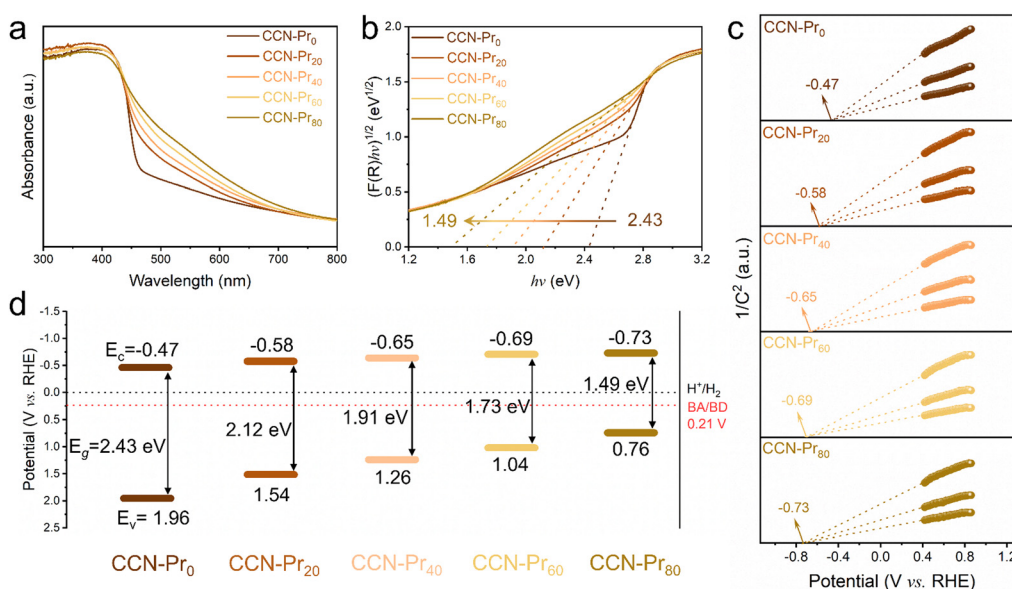 a
CCN-Pr₀
CCN-Pr₂₀
CCN-Pr₄₀
CCN-Pr₆₀
CCN-Pr₈₀
Absorbance (a.u.)
300 400 500 600 700 800
Wavelength (nm)
b
CCN-Pr₀
CCN-Pr₂₀
CCN-Pr₄₀
CCN-Pr₆₀
CCN-Pr₈₀
(F(R)hv)¹/² (eV¹/²)
2.0
1.5
1.0
0.5
0.0
1.49
2.43
1.2 1.6 2.0 2.4 2.8 3.2
hv (eV)
c
CCN-Pr₀
-0.47
CCN-Pr₂₀
-0.58
CCN-Pr₄₀
-0.65
CCN-Pr₆₀
-0.69
CCN-Pr₈₀
-0.73
1/C² (a.u.)
-0.8 -0.4 0.0 0.4 0.8
Potential (V vs. RHE)
d
Potential (V vs. RHE)
-1.5
-1.0
-0.5
0.0
0.5
1.0
1.5
2.0
2.5
E_c=-0.47
-0.58
-0.65
-0.69
-0.73
E_g=2.43 eV
2.12 eV
1.91 eV
1.73 eV
1.49 eV
E_v= 1.96
1.54
1.26
1.04
0.76
H⁺/H₂
BA/BD
0.21 V
CCN-Pr₀ CCN-Pr₂₀ CCN-Pr₄₀ CCN-Pr₆₀ CCN-Pr₈₀